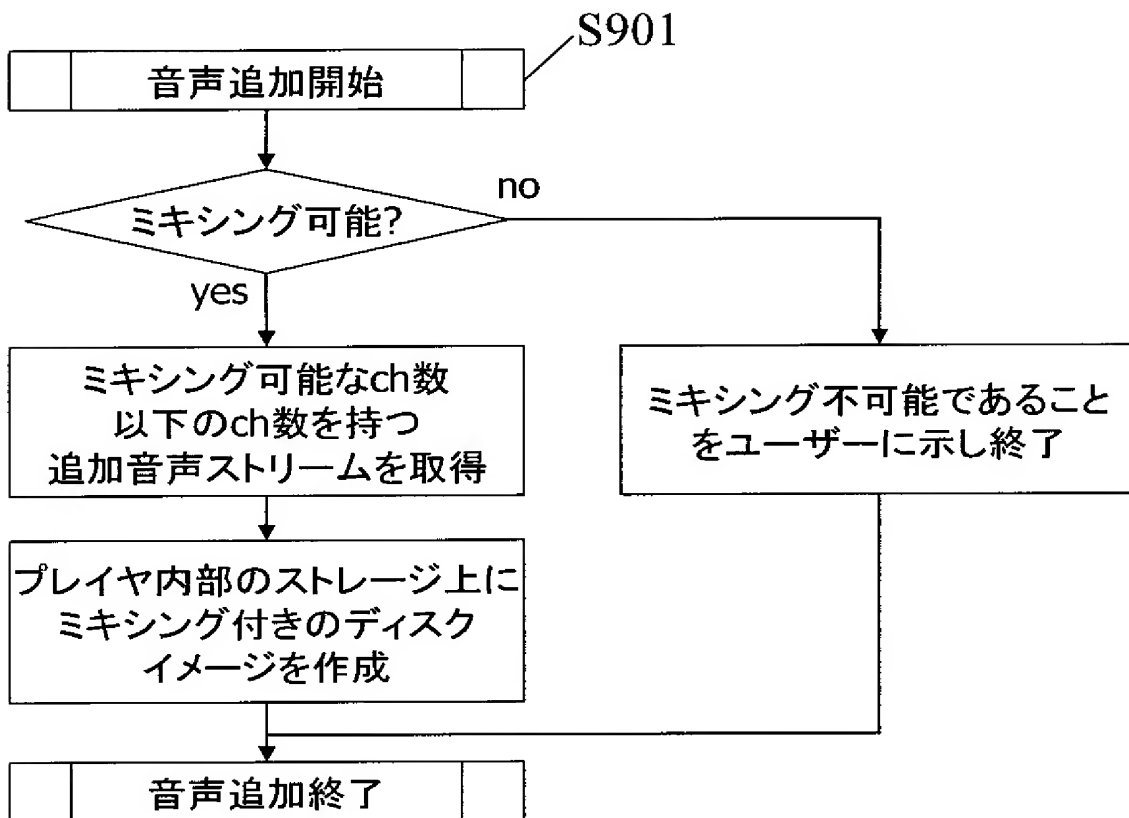 S901
音声追加開始
ミキシング可能?
no
yes
ミキシング可能なch数
以下のch数を持つ
追加音声ストリームを取得
ミキシング不可能であること
をユーザーに示し終了
プレイヤ内部のストレージ上に
ミキシング付きのディスク
イメージを作成
音声追加終了